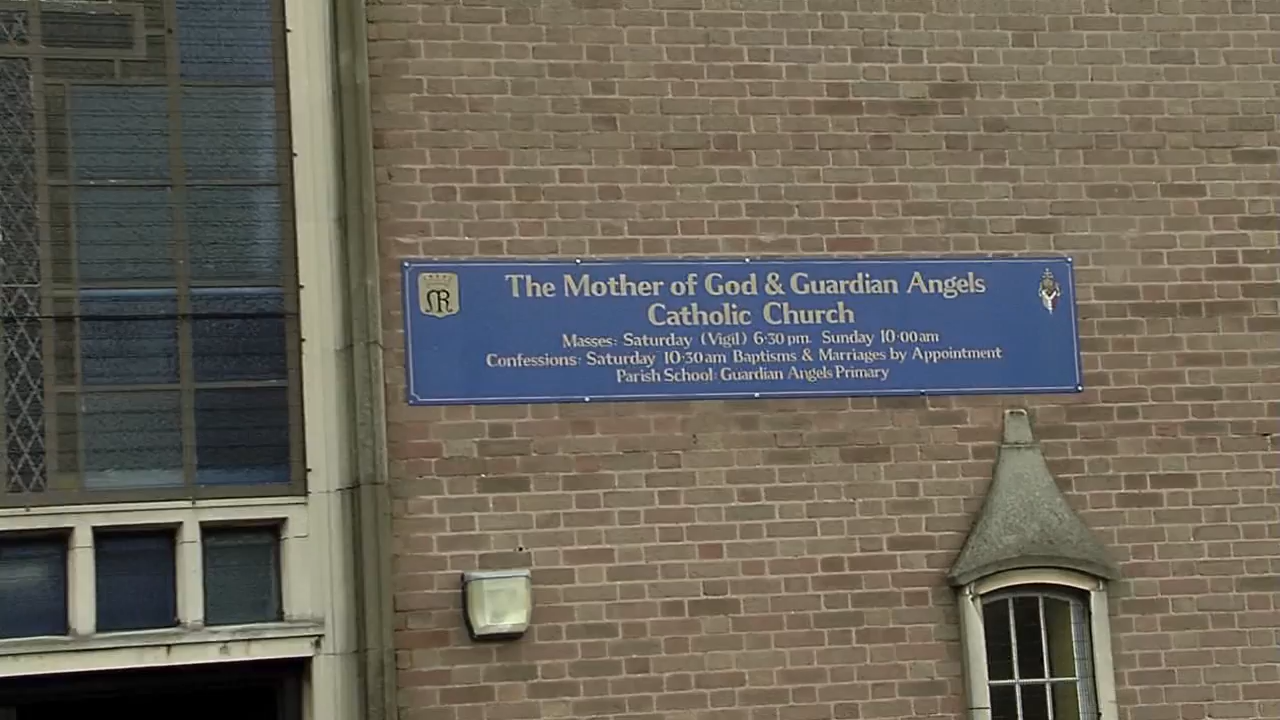 The Mother of God & Guardian Angels
Catholic Church
Masses: Saturday (Vigil) 6·30pm. Sunday 10·00am
Confessions: Saturday 10·30am Baptisms & Marriages by Appointment
Parish School: Guardian Angels Primary